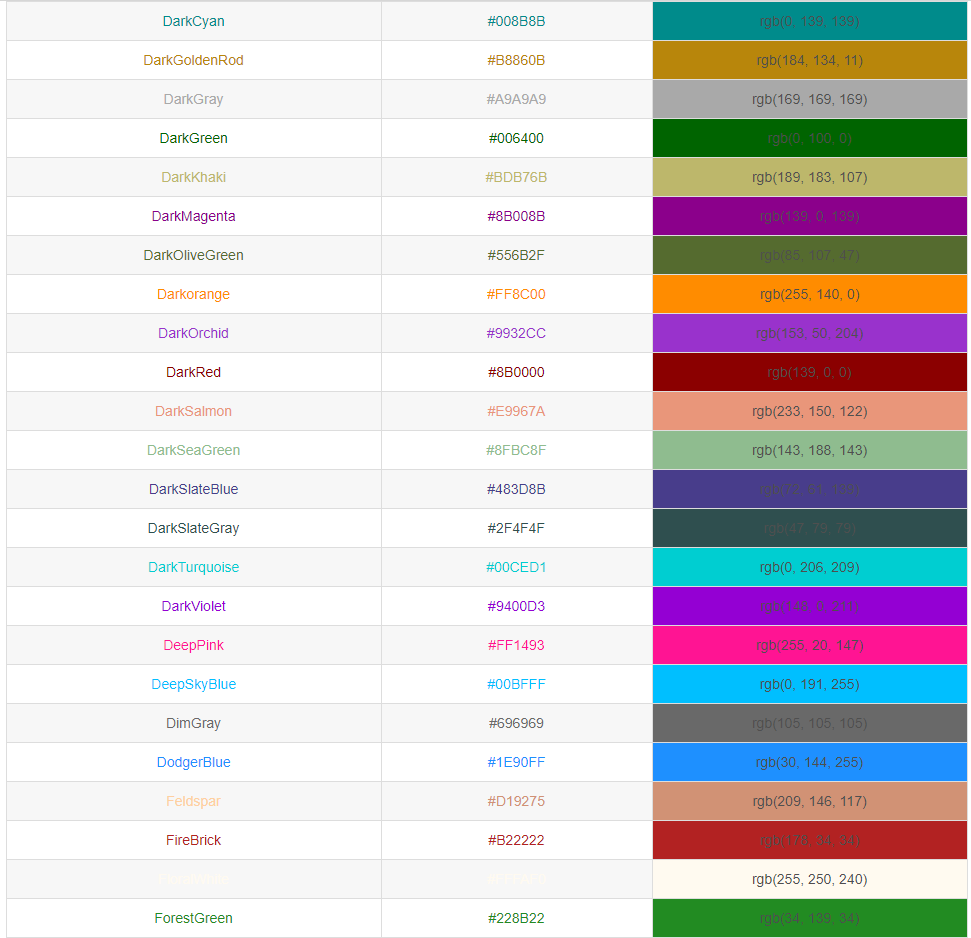 DarkCyan #008B8B rgb(0, 139, 139)
DarkGoldenRod #B8860B rgb(184, 134, 11)
DarkGray #A9A9A9 rgb(169, 169, 169)
DarkGreen #006400 rgb(0, 100, 0)
DarkKhaki #BDB76B rgb(189, 183, 107)
DarkMagenta #8B008B rgb(139, 0, 139)
DarkOliveGreen #556B2F rgb(85, 107, 47)
Darkorange #FF8C00 rgb(255, 140, 0)
DarkOrchid #9932CC rgb(153, 50, 204)
DarkRed #8B0000 rgb(139, 0, 0)
DarkSalmon #E9967A rgb(233, 150, 122)
DarkSeaGreen #8FBC8F rgb(143, 188, 143)
DarkSlateBlue #483D8B rgb(72, 61, 139)
DarkSlateGray #2F4F4F rgb(47, 79, 79)
DarkTurquoise #00CED1 rgb(0, 206, 209)
DarkViolet #9400D3 rgb(148, 0, 211)
DeepPink #FF1493 rgb(255, 20, 147)
DeepSkyBlue #00BFFF rgb(0, 191, 255)
DimGray #696969 rgb(105, 105, 105)
DodgerBlue #1E90FF rgb(30, 144, 255)
Feldspar #D19275 rgb(209, 146, 117)
FireBrick #B22222 rgb(178, 34, 34)
rgb(255, 250, 240)
ForestGreen #228B22 rgb(34, 139, 34)